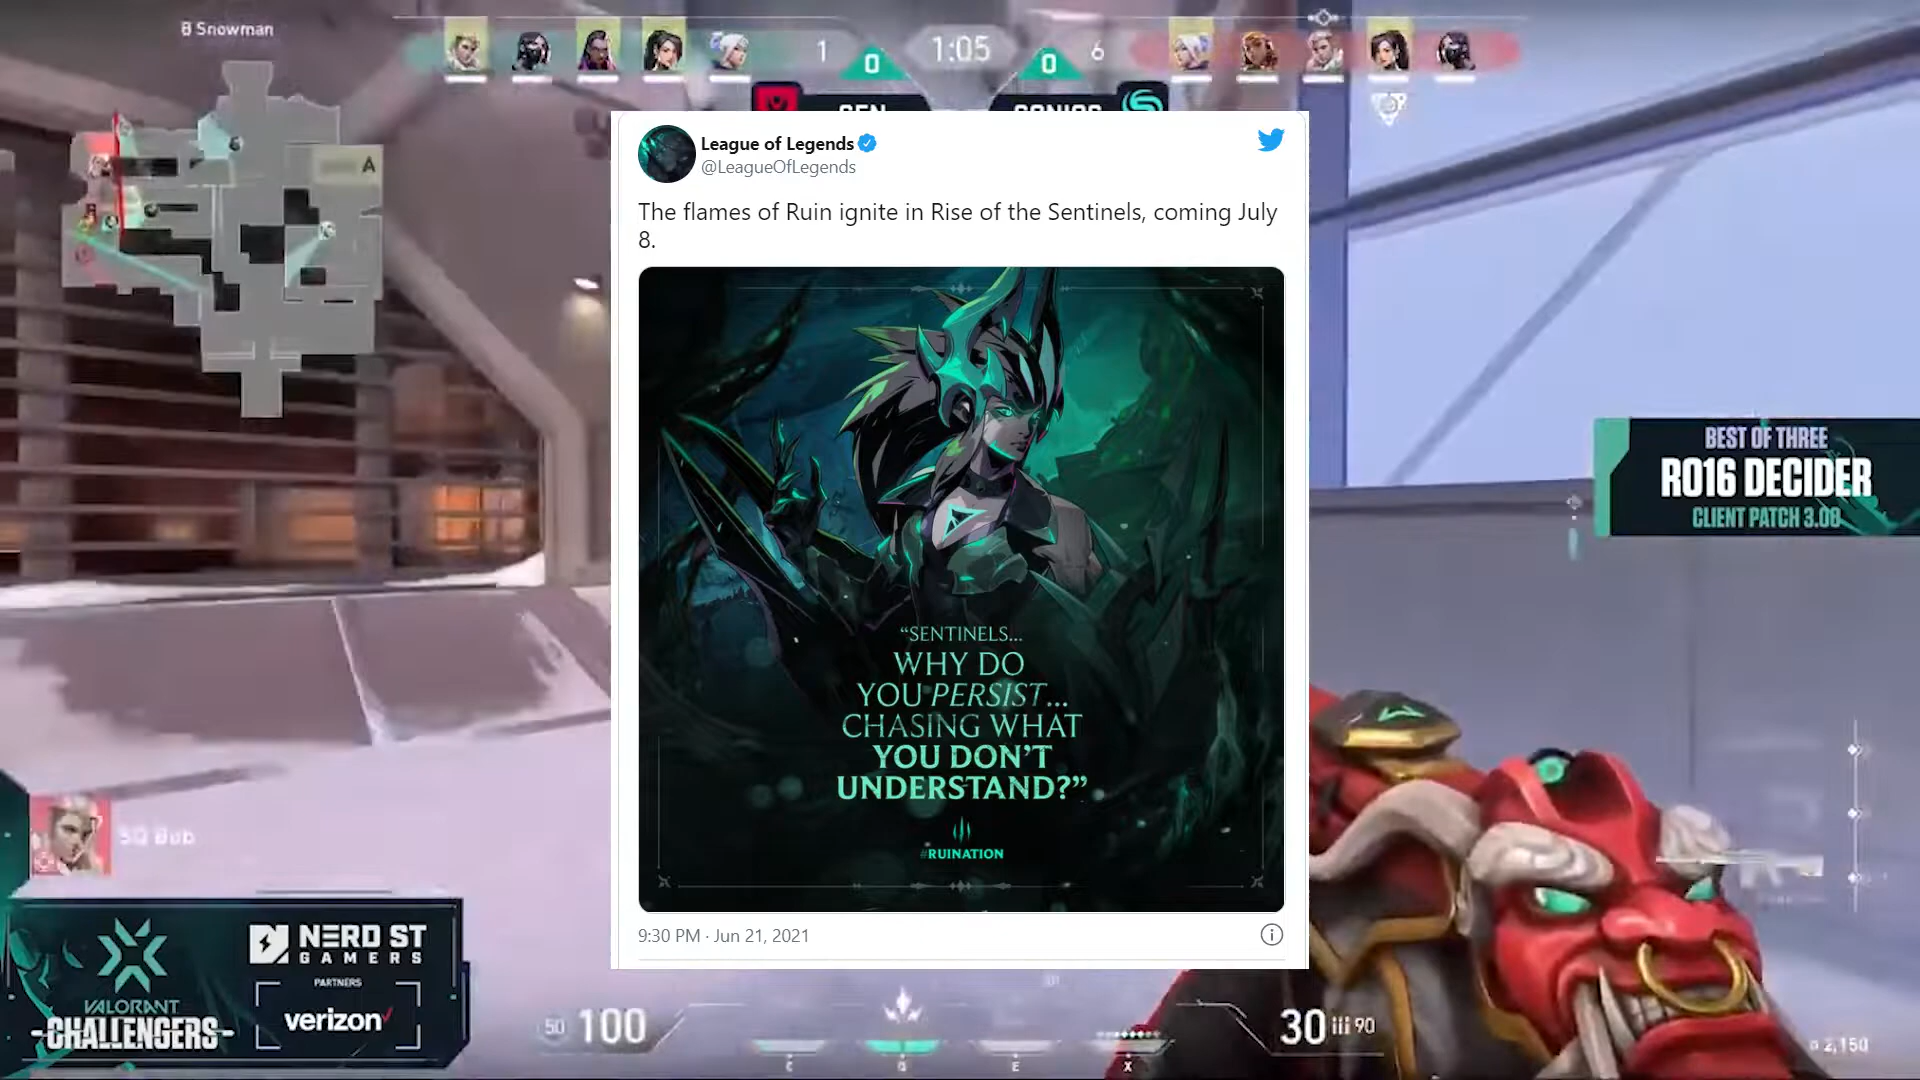 B Snowman
1
0
1:05
0
6
A
League of Legends
@LeagueOfLegends
The flames of Ruin ignite in Rise of the Sentinels, coming July
8.
“SENTINELS...
WHY DO
YOU PERSIST...
CHASING WHAT
YOU DON’T
UNDERSTAND?”
#RUINATION
9:30 PM · Jun 21, 2021
BEST OF THREE
RO16 DECIDER
CLIENT PATCH 3.00
SQ Bub
VALORANT
CHALLENGERS
NERD ST
GAMERS
PARTNERS
verizon
50 100
C
Q
E
X
30 90
2,150